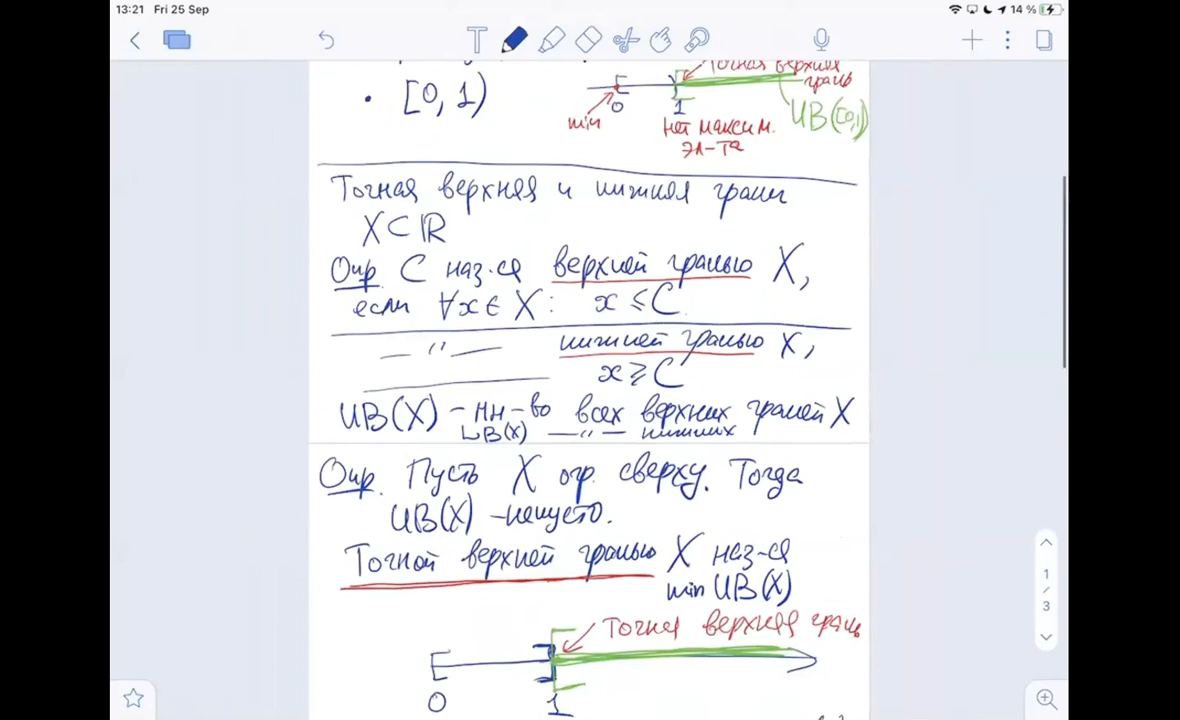 13:21 Fri 25 Sep
14 %
Точная верхняя
грань
• [0, 1)
0
1
UB([0,1)
min
нет максим.
эл-та
Точная верхняя и нижняя грани
X ⊂ ℝ
Опр C наз-ся верхней гранью X,
если ∀x ∈ X: x ≤ C.
— " — нижней гранью X,
x ≥ C
UB(X) – мн-во всех верхних граней X
LB(X) — " — нижних
Опр. Пусть X огр. сверху. Тогда
UB(X) – непусто.
Точной верхней гранью X наз-ся
min UB(X)
Точная верхняя грань
0
1
1
/
3